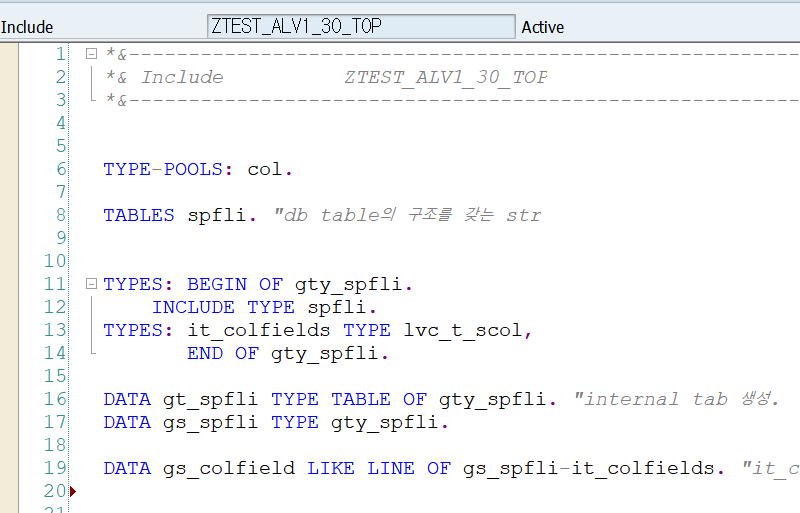 Include ZTEST_ALV1_30_TOP Active
1 *&---------------------------------------------------------------------
2 *& Include ZTEST_ALV1_30_TOP
3 *&---------------------------------------------------------------------
4
5
6 TYPE-POOLS: col.
7
8 TABLES spfli. "db table의 구조를 갖는 str
9
10
11 TYPES: BEGIN OF gty_spfli.
12 INCLUDE TYPE spfli.
13 TYPES: it_colfields TYPE lvc_t_scol,
14 END OF gty_spfli.
15
16 DATA gt_spfli TYPE TABLE OF gty_spfli. "internal tab 생성.
17 DATA gs_spfli TYPE gty_spfli.
18
19 DATA gs_colfield LIKE LINE OF gs_spfli-it_colfields. "it_c
20
21